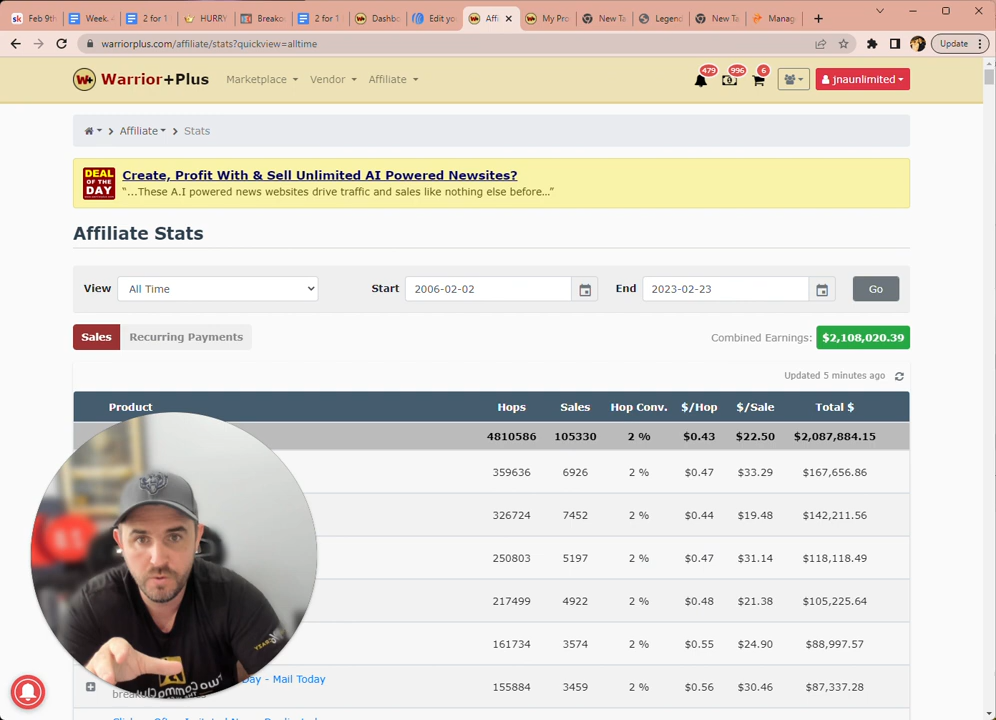 Feb 9th
Week.
2 for 1
HURRY
Breako
2 for 1
Dashbo
Edit yo
Affi
My Pro
New Ta
Legend
New Ta
Manag
warriorplus.com/affiliate/stats?quickview=alltime
Update
Warrior+Plus
Marketplace
Vendor
Affiliate
479
996
6
jnaunlimited
Affiliate
Stats
DEAL OF THE DAY
Create, Profit With & Sell Unlimited AI Powered Newsites?
“...These A.I powered news websites drive traffic and sales like nothing else before...”
Affiliate Stats
View
All Time
Start
2006-02-02
End
2023-02-23
Go
Sales
Recurring Payments
Combined Earnings:
$2,108,020.39
Updated 5 minutes ago
Product Hops Sales Hop Conv. $/Hop $/Sale Total $
4810586 105330 2 % $0.43 $22.50 $2,087,884.15
359636 6926 2 % $0.47 $33.29 $167,656.86
326724 7452 2 % $0.44 $19.48 $142,211.56
250803 5197 2 % $0.47 $31.14 $118,118.49
217499 4922 2 % $0.48 $21.38 $105,225.64
161734 3574 2 % $0.55 $24.90 $88,997.57
Day - Mail Today
155884 3459 2 % $0.56 $30.46 $87,337.28